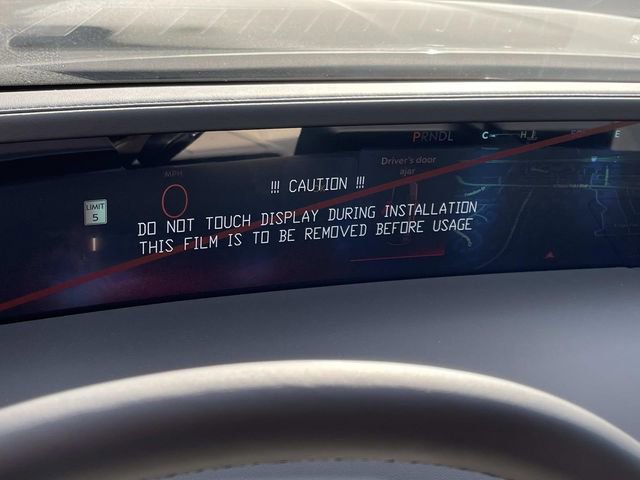 PRNDL
C
H
E
MPH
0
Driver's door
ajar
LIMIT
5
!!! CAUTION !!!
DO NOT TOUCH DISPLAY DURING INSTALLATION
THIS FILM IS TO BE REMOVED BEFORE USAGE